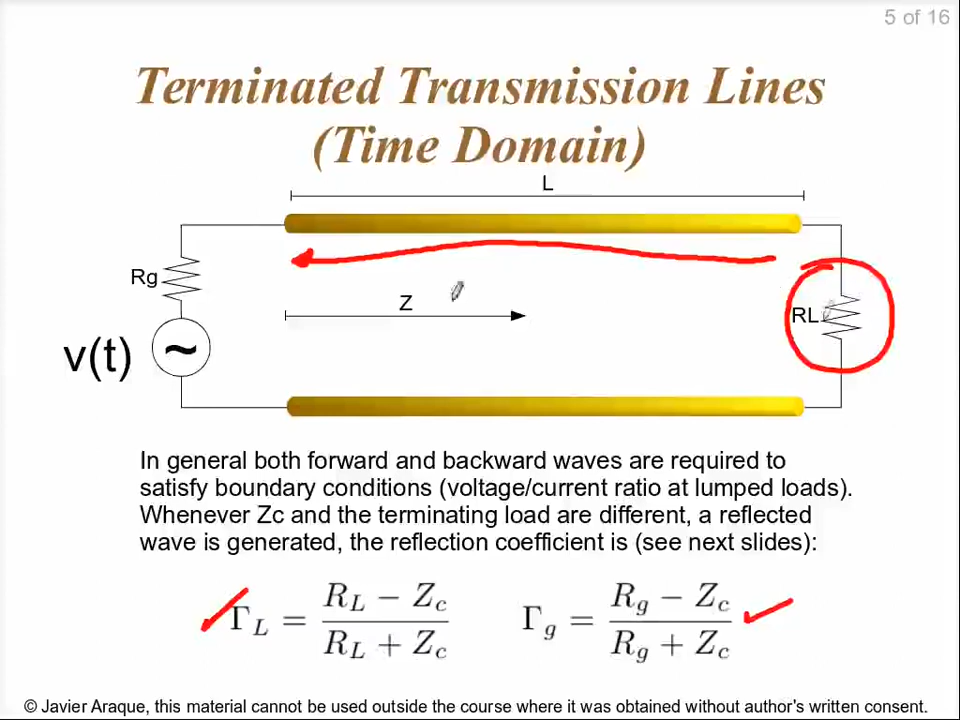 5 of 16
Terminated Transmission Lines
(Time Domain)
L
Rg
Z
RL
v(t)
~
In general both forward and backward waves are required to
satisfy boundary conditions (voltage/current ratio at lumped loads).
Whenever Zc and the terminating load are different, a reflected
wave is generated, the reflection coefficient is (see next slides):
Γ_L = (R_L − Z_c) / (R_L + Z_c)    Γ_g = (R_g − Z_c) / (R_g + Z_c)
© Javier Araque, this material cannot be used outside the course where it was obtained without author's written consent.